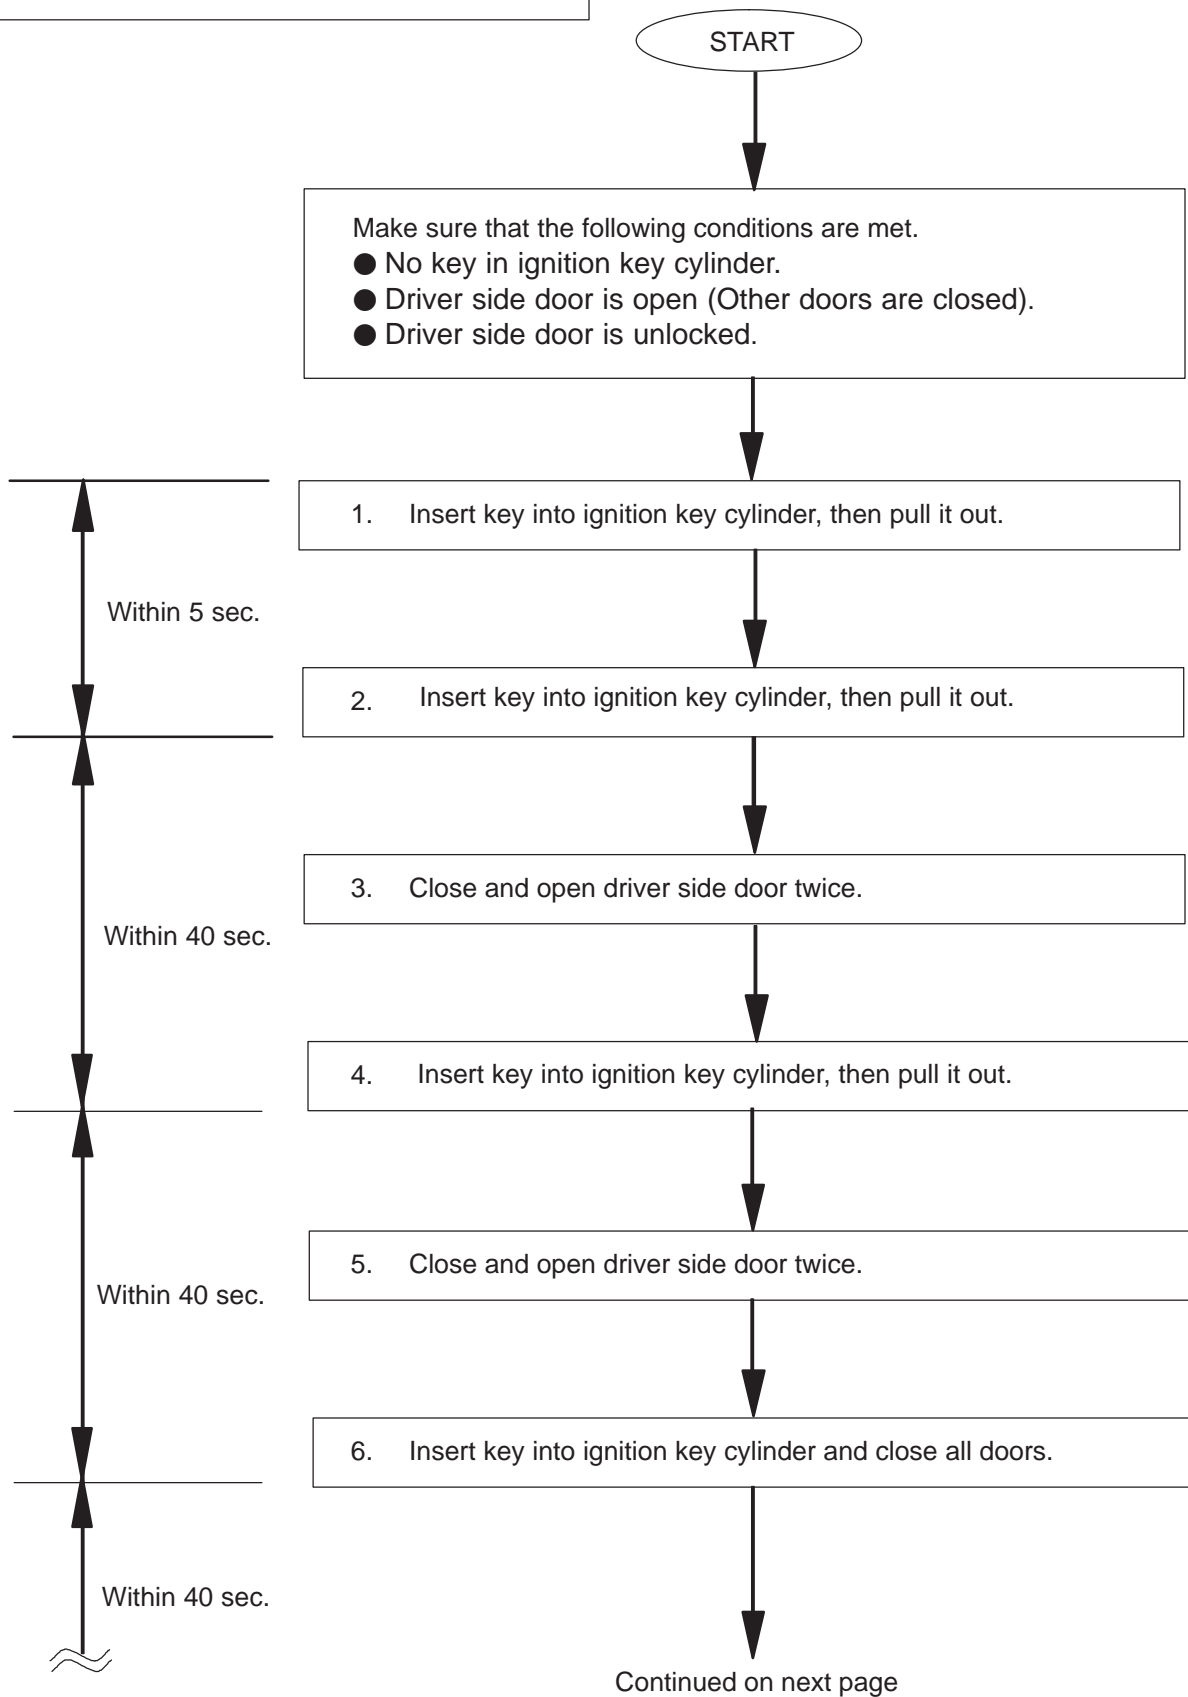 START
Make sure that the following conditions are met.
● No key in ignition key cylinder.
● Driver side door is open (Other doors are closed).
● Driver side door is unlocked.
1. Insert key into ignition key cylinder, then pull it out.
Within 5 sec.
2. Insert key into ignition key cylinder, then pull it out.
3. Close and open driver side door twice.
Within 40 sec.
4. Insert key into ignition key cylinder, then pull it out.
5. Close and open driver side door twice.
Within 40 sec.
6. Insert key into ignition key cylinder and close all doors.
Within 40 sec.
Continued on next page